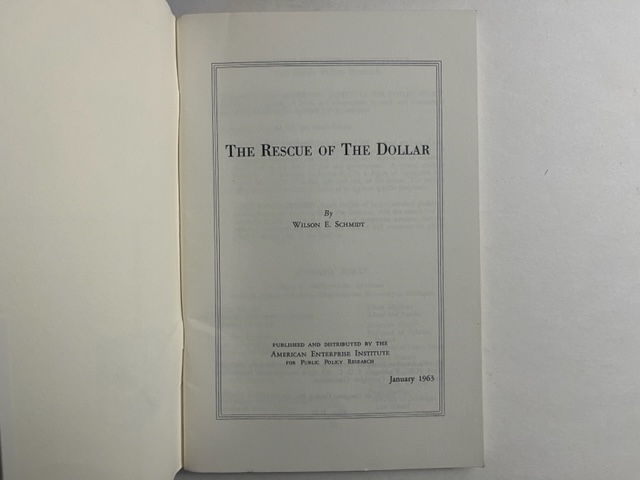 THE RESCUE OF THE DOLLAR
By
WILSON E. SCHMIDT
PUBLISHED AND DISTRIBUTED BY THE
AMERICAN ENTERPRISE INSTITUTE
FOR PUBLIC POLICY RESEARCH
January 1963